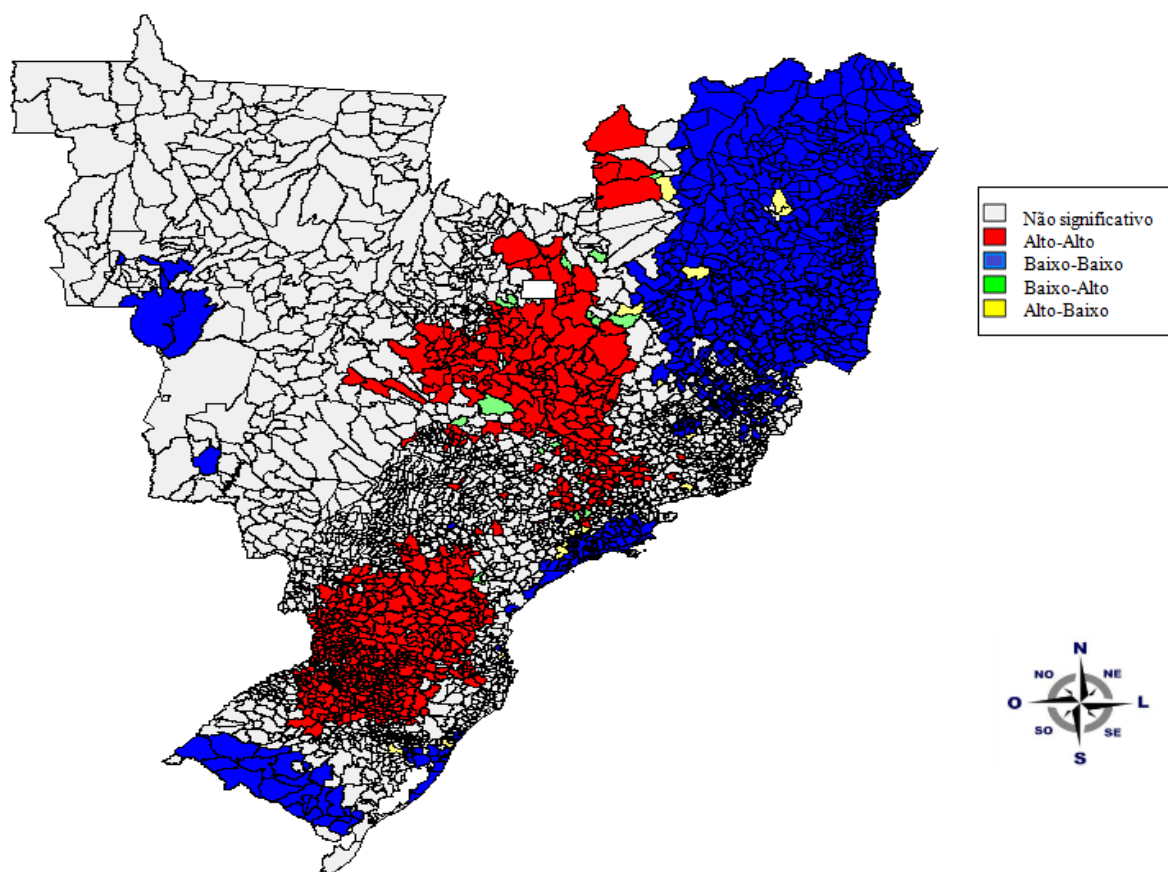 Não significativo
Alto-Alto
Baixo-Baixo
Baixo-Alto
Alto-Baixo
N
NO NE
O L
SO SE
S